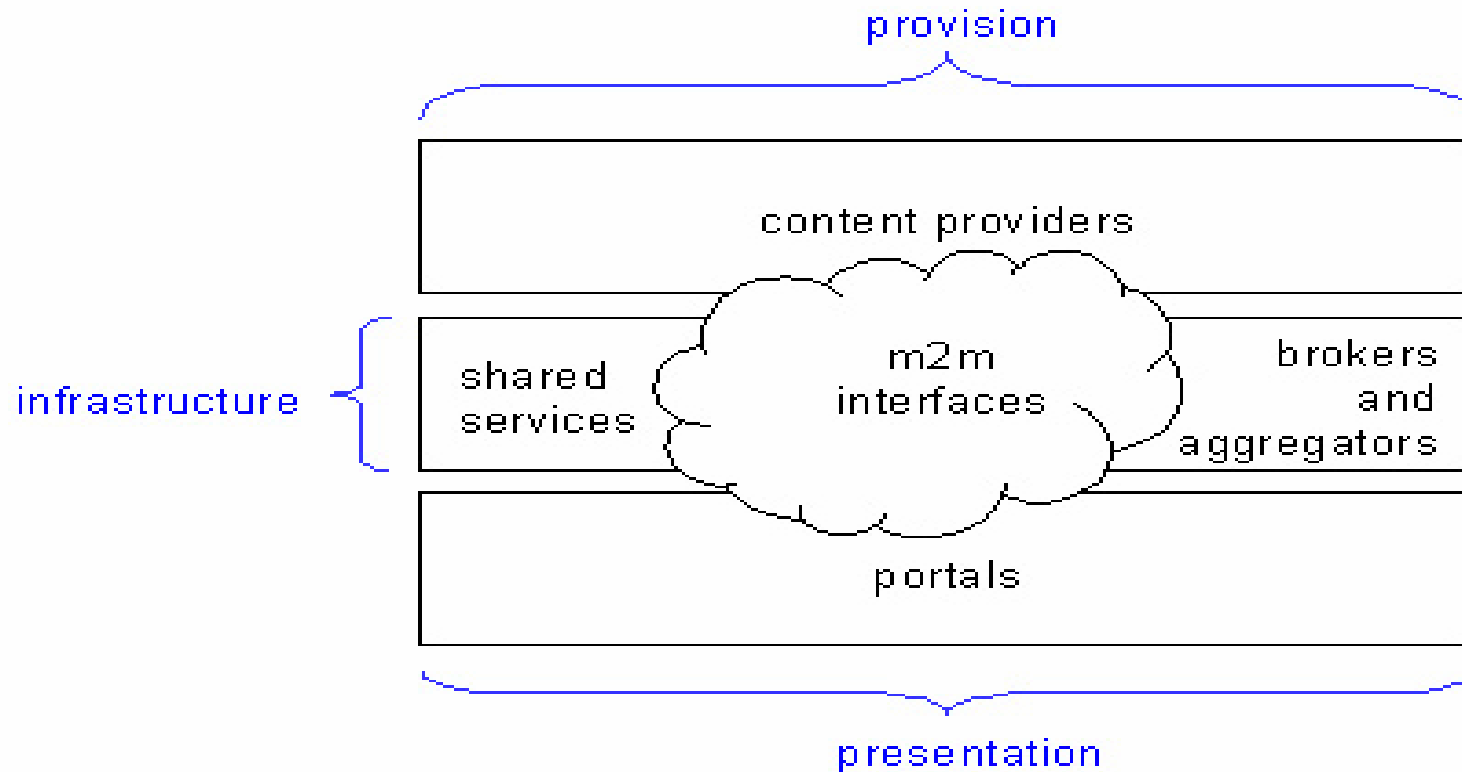 provision
content providers
infrastructure
shared
services
m2m
interfaces
brokers
and
aggregators
portals
presentation